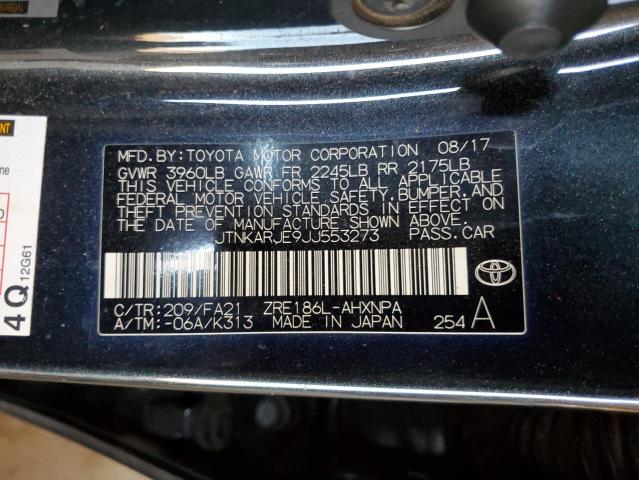 MFD.BY:TOYOTA MOTOR CORPORATION 08/17
GVWR 3960LB GAWR FR 2245LB RR 2175LB
THIS VEHICLE CONFORMS TO ALL APPLICABLE
FEDERAL MOTOR VEHICLE SAFETY,BUMPER,AND
THEFT PREVENTION STANDARDS IN EFFECT ON
THE DATE OF MANUFACTURE SHOWN ABOVE.
JTNKARJE9JJ553273 PASS.CAR
C/TR:209/FA21 ZRE186L-AHXNPA
A/TM:-06A/K313 MADE IN JAPAN 254 A
4Q
12G61